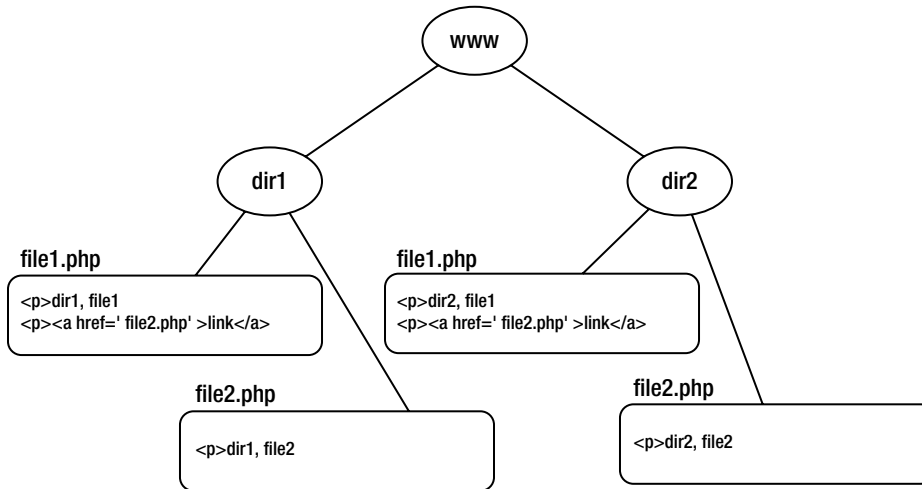 www
dir1
dir2
file1.php
<p>dir1, file1
<p><a href=' file2.php' >link</a>
file1.php
<p>dir2, file1
<p><a href=' file2.php' >link</a>
file2.php
<p>dir1, file2
file2.php
<p>dir2, file2